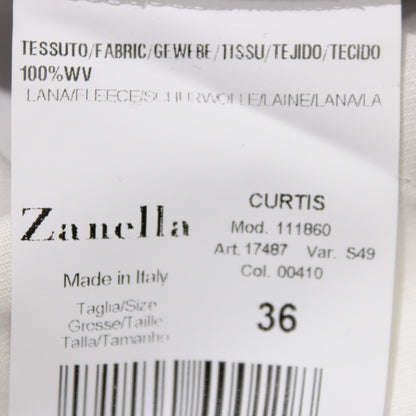 TESSUTO/FABRIC/GEWEBE/TISSU/TEJIDO/TECIDO
100%WV
LANA/FLEECE/SCHURWOLLE/LAINE/LANA/LA
Zanella
CURTIS
Mod. 111860
Art. 17487 Var. S49
Col. 00410
Made in Italy
Taglia/Size
Grosse/Taille
Talla/Tamanho
36